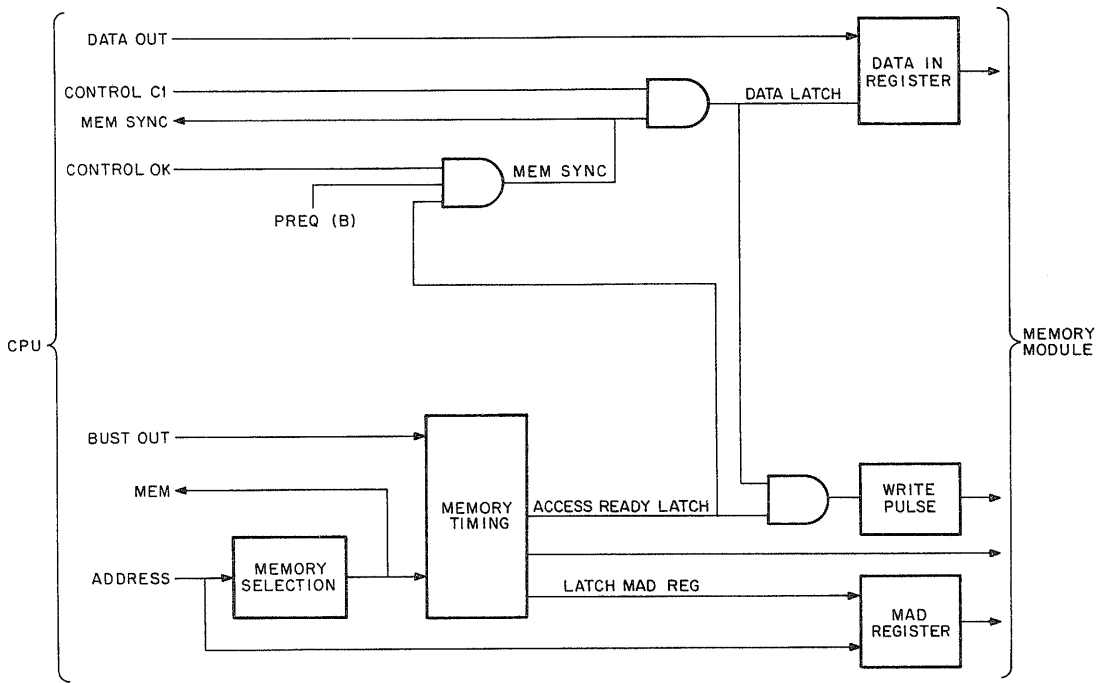 DATA OUT
DATA IN
REGISTER
CONTROL C1
DATA LATCH
MEM SYNC
CONTROL OK
MEM SYNC
PREQ (B)
CPU
MEMORY
MODULE
BUST OUT
MEM
MEMORY
TIMING
ACCESS READY LATCH
WRITE
PULSE
ADDRESS
MEMORY
SELECTION
LATCH MAD REG
MAD
REGISTER